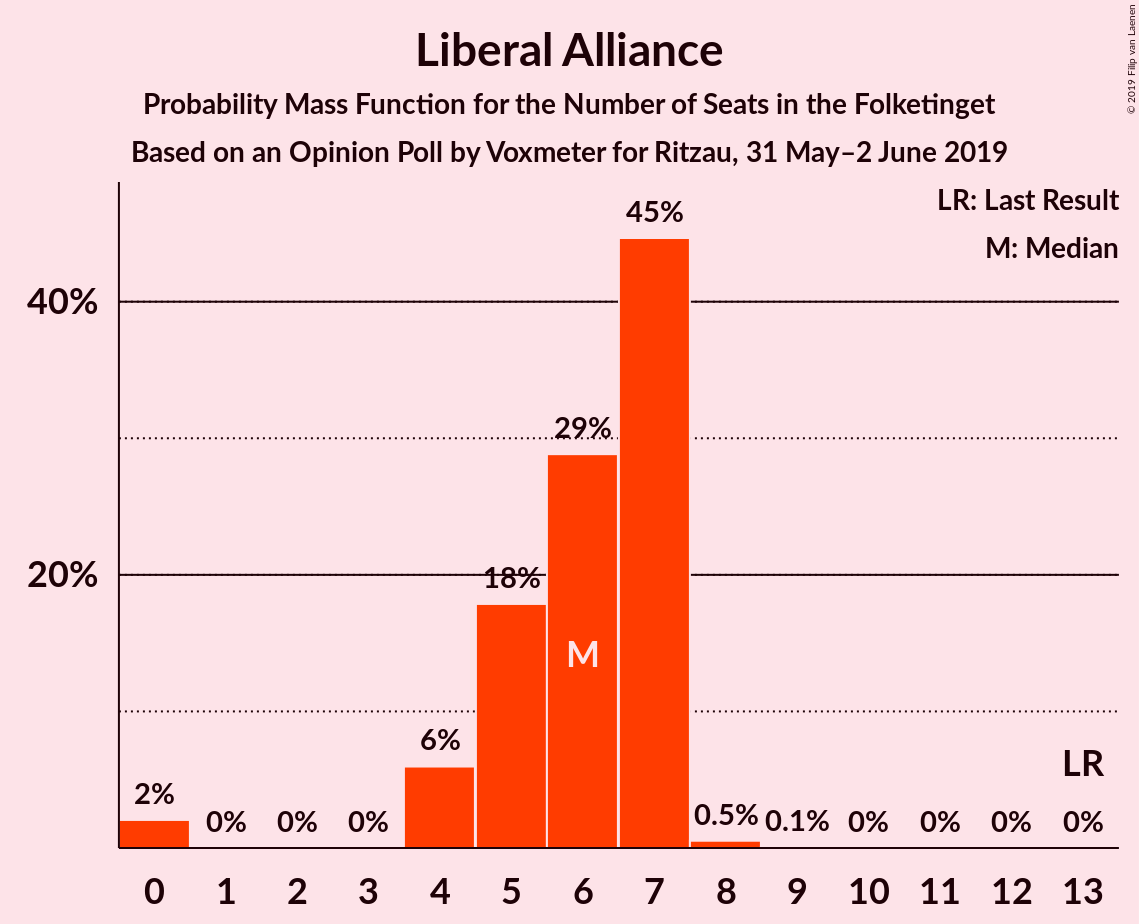 Liberal Alliance
Probability Mass Function for the Number of Seats in the Folketinget
Based on an Opinion Poll by Voxmeter for Ritzau, 31 May–2 June 2019
© 2019 Filip van Laenen
LR: Last Result
M: Median
45%
40%
29%
20%
18%
M
6%
LR
2%
0%
0%
0%
0.5%
0.1%
0%
0%
0%
0%
0 1 2 3 4 5 6 7 8 9 10 11 12 13